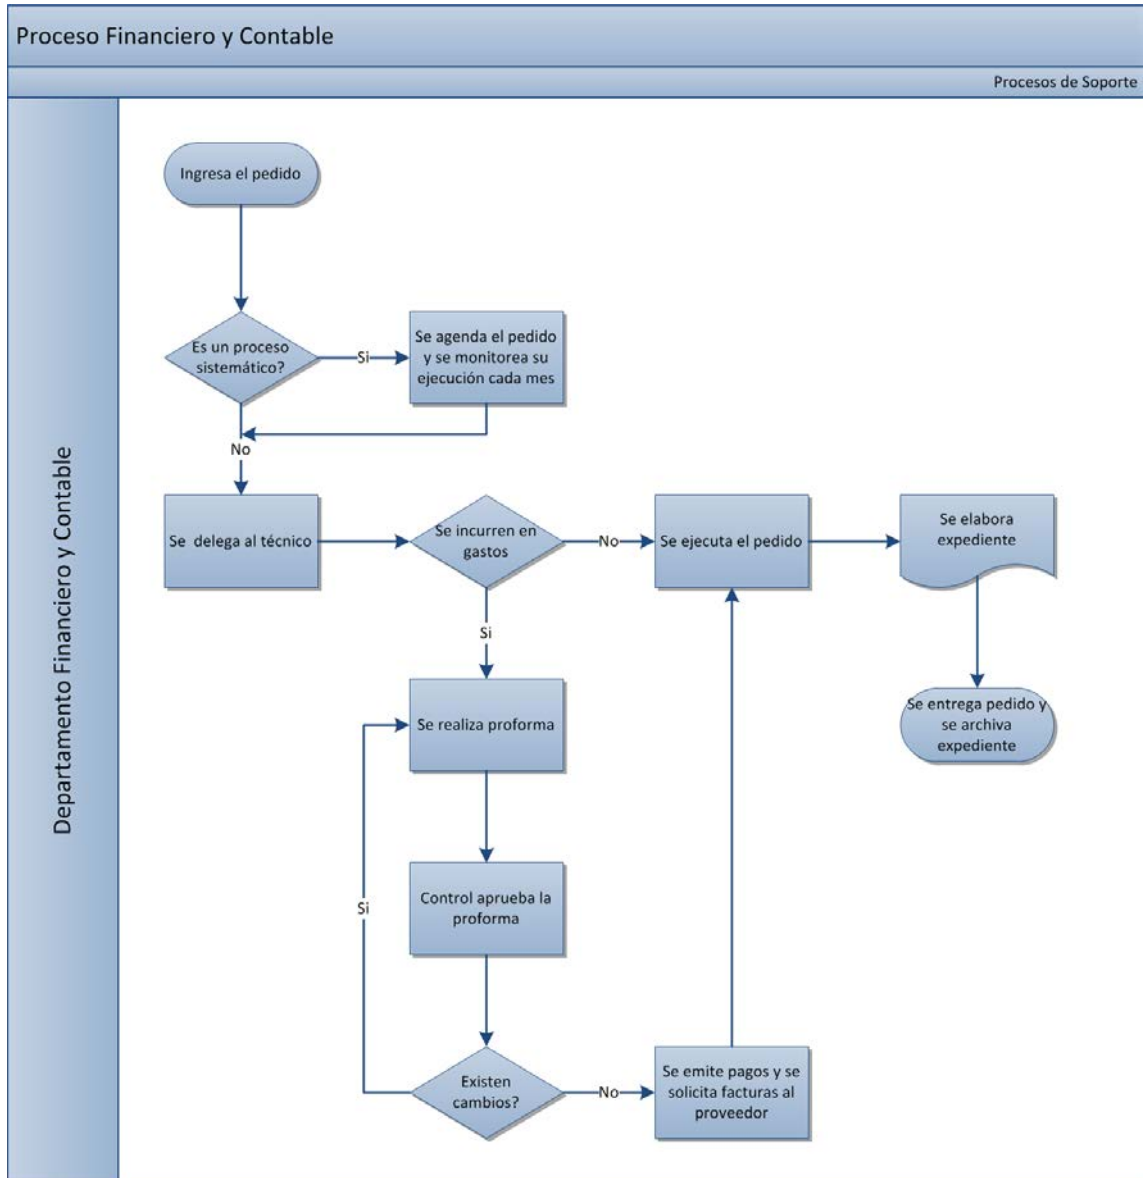 Proceso Financiero y Contable
Procesos de Soporte
Departamento Financiero y Contable
Ingresa el pedido
Es un proceso
sistemático?
Si
Se agenda el pedido
y se monitorea su
ejecución cada mes
No
Se delega al técnico
Se incurren en
gastos
No
Se ejecuta el pedido
Se elabora
expediente
Si
Se realiza proforma
Se entrega pedido y
se archiva
expediente
Control aprueba la
proforma
Si
Existen
cambios?
No
Se emite pagos y se
solicita facturas al
proveedor